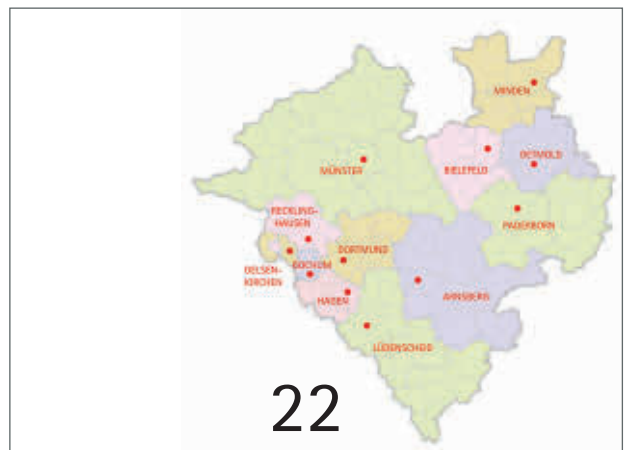 MINDEN
DETMOLD
BIELEFELD
MÜNSTER
PADERBORN
RECKLING-
HAUSEN
DORTMUND
BOCHUM
GELSEN-
KIRCHEN
HAGEN
ARNSBERG
LÜDENSCHEID
22